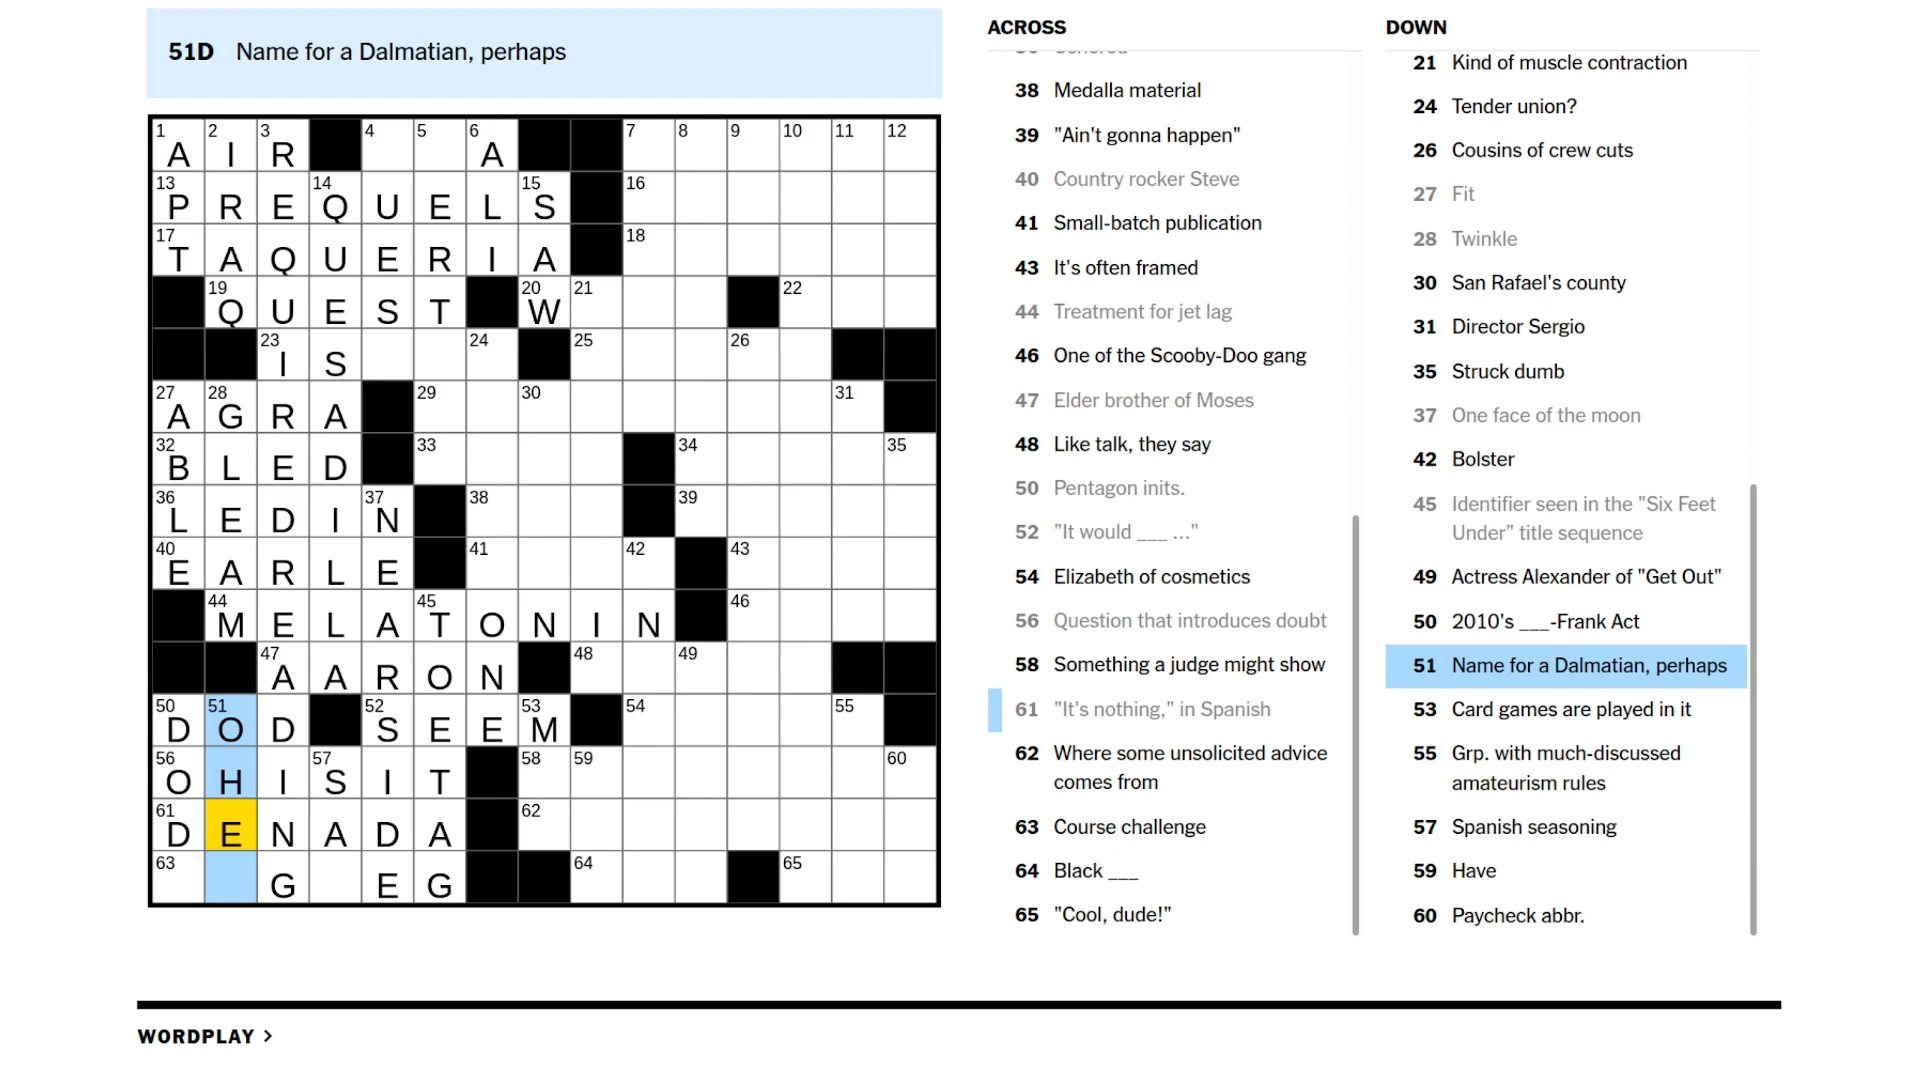 51D Name for a Dalmatian, perhaps
1 2 3 4 5 6 7 8 9 10 11 12
A I R A
13 14 15 16
P R E Q U E L S
17 18
T A Q U E R I A
19 20 21 22
Q U E S T W
23 24 25 26
I S
27 28 29 30 31
A G R A
32 33 34 35
B L E D
36 37 38 39
L E D I N
40 41 42 43
E A R L E
44 45 46
M E L A T O N I N
47 48 49
A A R O N
50 51 52 53 54 55
D O D S E E M
56 57 58 59 60
O H I S I T
61 62
D E N A D A
63 64 65
G E G
ACROSS
38 Medalla material
39 "Ain't gonna happen"
40 Country rocker Steve
41 Small-batch publication
43 It's often framed
44 Treatment for jet lag
46 One of the Scooby-Doo gang
47 Elder brother of Moses
48 Like talk, they say
50 Pentagon inits.
52 "It would ___ ..."
54 Elizabeth of cosmetics
56 Question that introduces doubt
58 Something a judge might show
61 "It's nothing," in Spanish
62 Where some unsolicited advice
comes from
63 Course challenge
64 Black ___
65 "Cool, dude!"
DOWN
21 Kind of muscle contraction
24 Tender union?
26 Cousins of crew cuts
27 Fit
28 Twinkle
30 San Rafael's county
31 Director Sergio
35 Struck dumb
37 One face of the moon
42 Bolster
45 Identifier seen in the "Six Feet
Under" title sequence
49 Actress Alexander of "Get Out"
50 2010's ___-Frank Act
51 Name for a Dalmatian, perhaps
53 Card games are played in it
55 Grp. with much-discussed
amateurism rules
57 Spanish seasoning
59 Have
60 Paycheck abbr.
WORDPLAY >